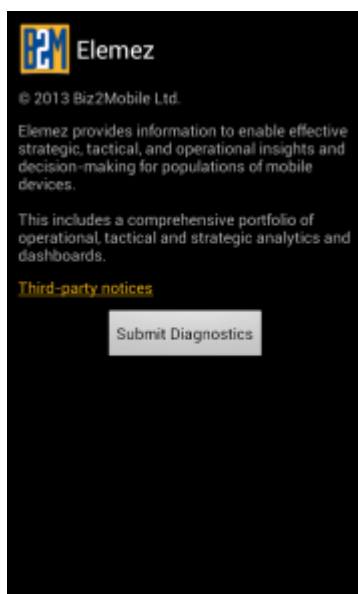 B2M Elemez
© 2013 Biz2Mobile Ltd.
Elemez provides information to enable effective
strategic, tactical, and operational insights and
decision-making for populations of mobile
devices.
This includes a comprehensive portfolio of
operational, tactical and strategic analytics and
dashboards.
Third-party notices
Submit Diagnostics